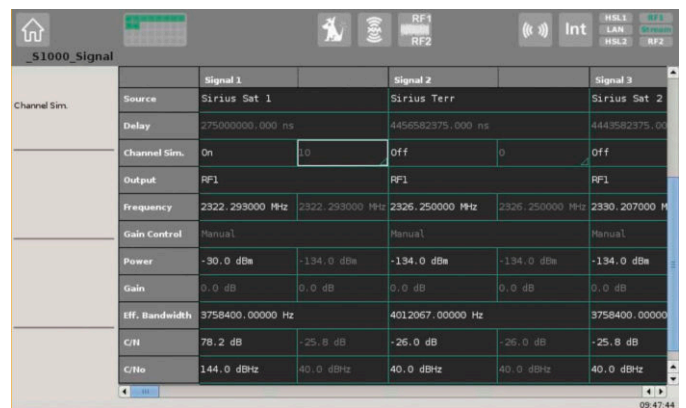 RF1
RF2
Int
HSL1 RF1
LAN Stream
HSL2 RF2
_S1000_Signal
Channel Sim.
Signal 1 Signal 2 Signal 3
Source Sirius Sat 1 Sirius Terr Sirius Sat 2
Delay 275000000.000 ns 4456582375.000 ns 4443582375.00
Channel Sim. On 10 Off 0 Off
Output RF1 RF1 RF1
Frequency 2322.293000 MHz 2322.293000 MHz 2326.250000 MHz 2326.250000 MHz 2330.207000 M
Gain Control Manual Manual Manual
Power -30.0 dBm -134.0 dBm -134.0 dBm -134.0 dBm -134.0 dBm
Gain 0.0 dB 0.0 dB 0.0 dB 0.0 dB 0.0 dB
Eff. Bandwidth 3758400.00000 Hz 4012067.00000 Hz 3758400.00000
C/N 78.2 dB -25.8 dB -26.0 dB -26.0 dB -25.8 dB
C/No 144.0 dBHz 40.0 dBHz 40.0 dBHz 40.0 dBHz 40.0 dBHz
09:47:44